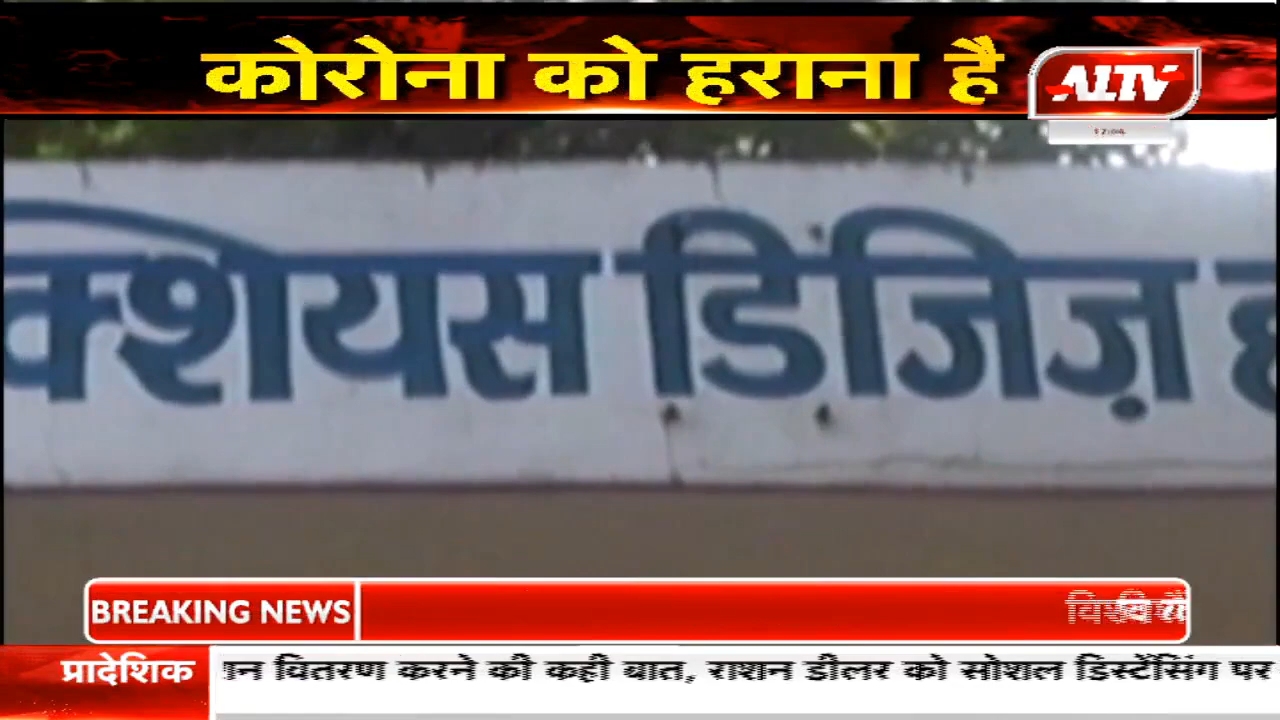 कोरोना को हराना है
ALTV
क्शियस डिंजिज़
BREAKING NEWS
प्रादेशिक
वितरण करने की कही बात, राशन डीलर को सोशल डिस्टेंसिंग पर